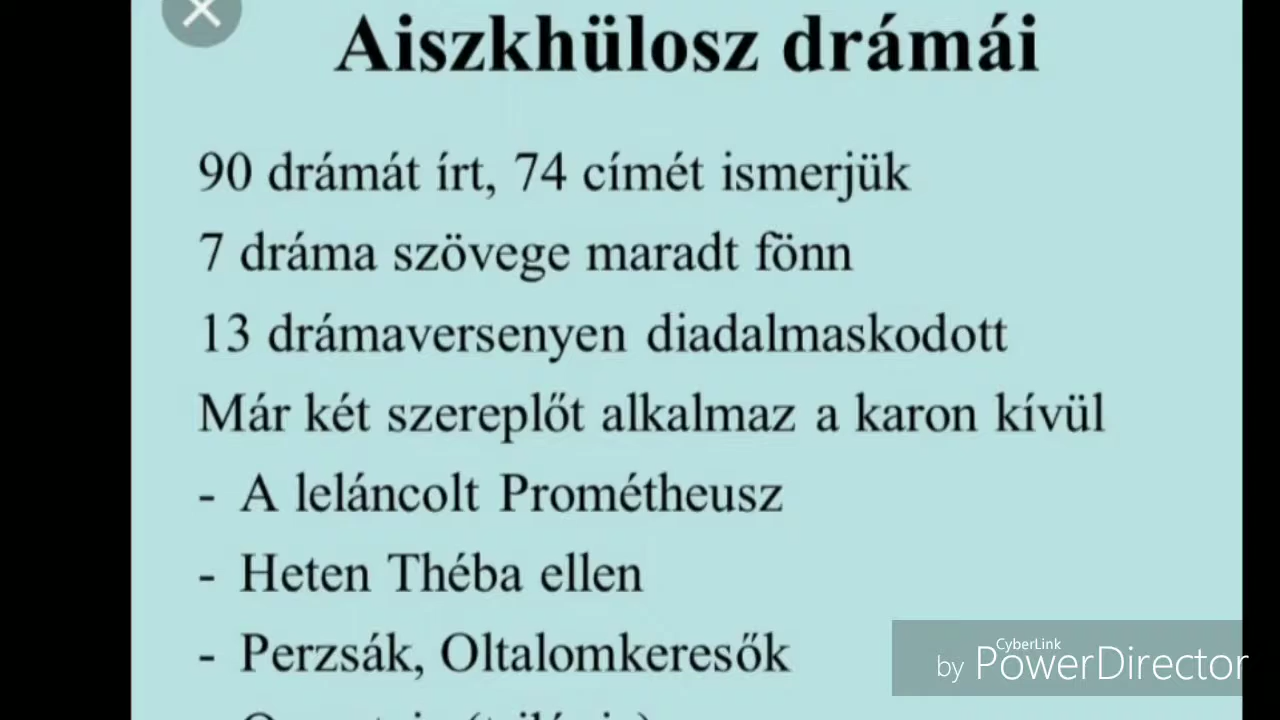 Aiszkhülosz drámái
90 drámát írt, 74 címét ismerjük
7 dráma szövege maradt fönn
13 drámaversenyen diadalmaskodott
Már két szereplőt alkalmaz a karon kívül
- A leláncolt Prométheusz
- Heten Théba ellen
- Perzsák, Oltalomkeresők
CyberLink
by PowerDirector